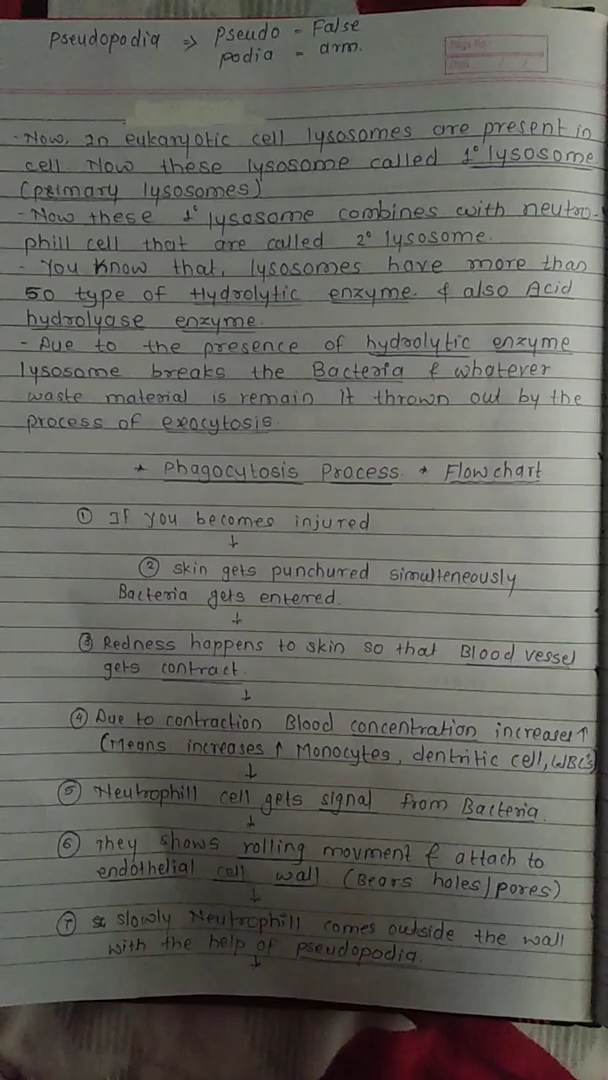 Pseudopodia ⇒ Pseudo - False
podia - arm.
Page No.:
Date: / /
- Now, In eukaryotic cell lysosomes are present in
cell. Now these lysosome called 1° lysosome
(primary lysosomes)
- Now these 1° lysosome combines with neutro-
phill cell that are called 2° lysosome.
- You know that, lysosomes have more than
50 type of Hydrolytic enzyme. & also Acid
hydrolyase enzyme.
- Due to the presence of hydrolytic enzyme
lysosome breaks the Bacteria & whatever
waste material is remain it thrown out by the
process of exocytosis.
* Phagocytosis Process * Flowchart
① If you becomes injured
↓
② skin gets punchured simulteneously
Bacteria gets entered.
↓
③ Redness happens to skin so that Blood vessel
gets contract.
↓
④ Due to contraction Blood concentration increases↑
(Means increases ↑ Monocytes, dentritic cell, WBC's)
↓
⑤ Neutrophill cell gets signal from Bacteria.
↓
⑥ They shows rolling movment & attach to
endothelial cell wall. (Bears holes/pores)
↓
⑦ slowly Neutrophill comes outside the wall
with the help of pseudopodia.
↓